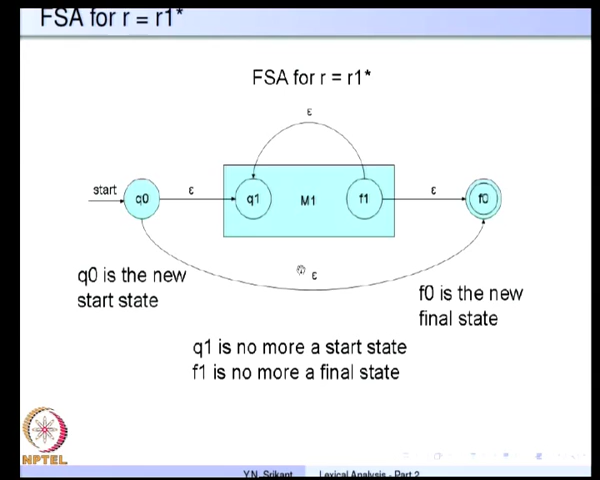 FSA for r = r1*
FSA for r = r1*
ε
start
q0
ε
q1
M1
f1
ε
f0
ε
q0 is the new
start state
f0 is the new
final state
q1 is no more a start state
f1 is no more a final state
NPTEL
Y.N. Srikant
Lexical Analysis - Part 2